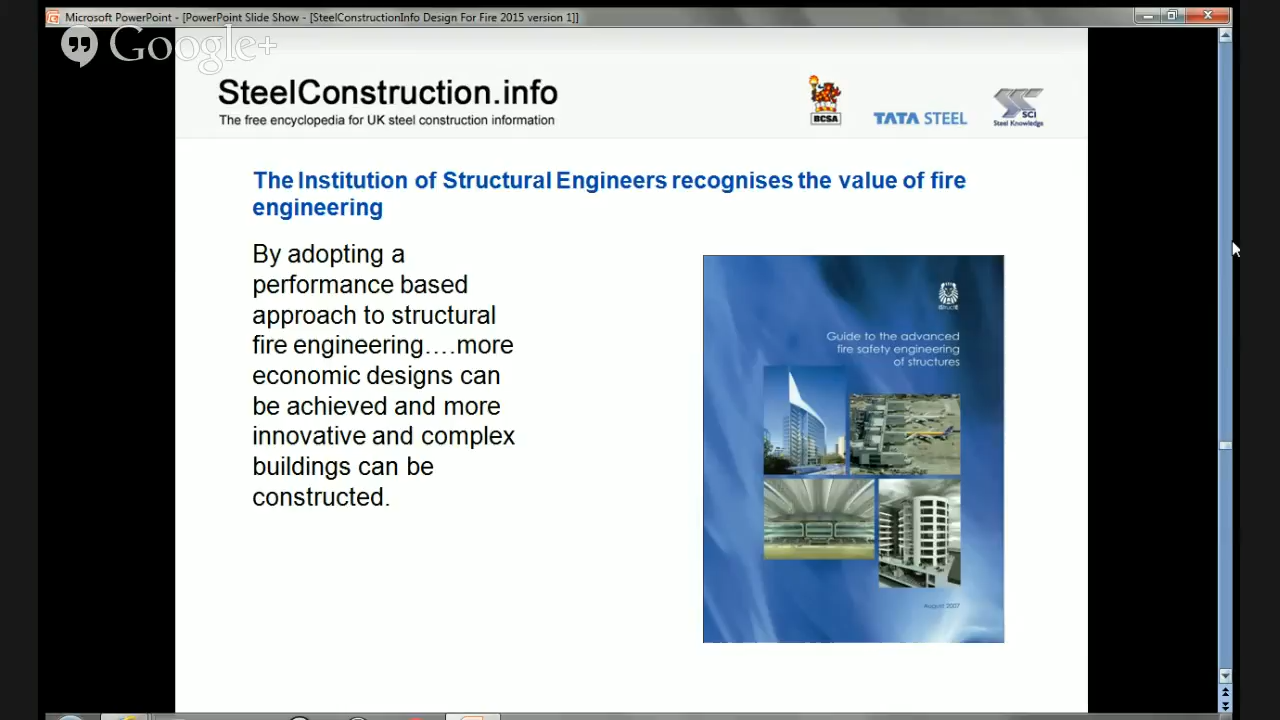 Microsoft PowerPoint - [PowerPoint Slide Show - [SteelConstructionInfo Design For Fire 2015 version 1]]
Google+
SteelConstruction.info
The free encyclopedia for UK steel construction information
BCSA
TATA STEEL
SCI
Steel Knowledge
The Institution of Structural Engineers recognises the value of fire
engineering
By adopting a
performance based
approach to structural
fire engineering….more
economic designs can
be achieved and more
innovative and complex
buildings can be
constructed.
IStructE
Guide to the advanced
fire safety engineering
of structures
August 2007